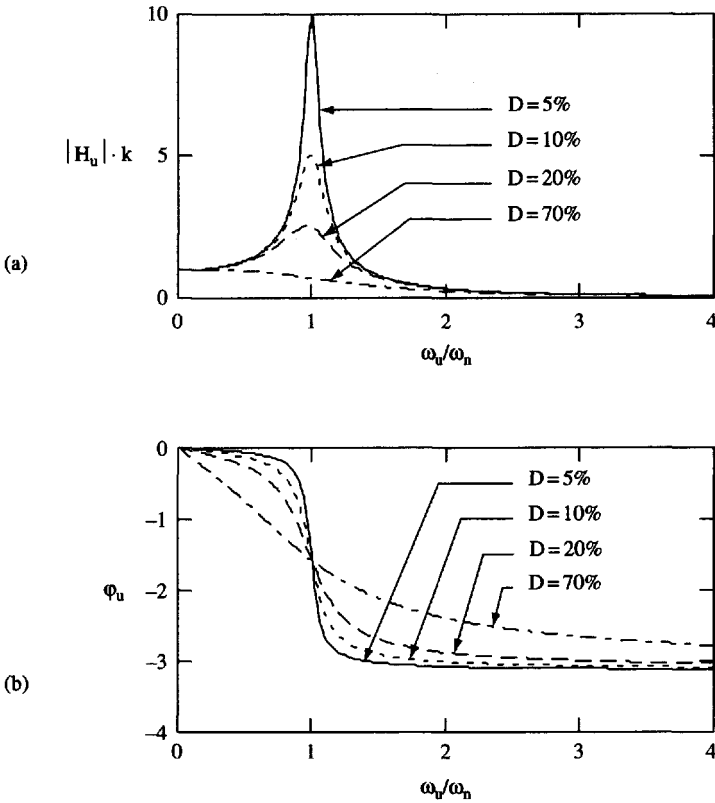 10
D = 5%
D = 10%
|Hu| · k
5
D = 20%
D = 70%
(a)
0
0 1 2 3 4
ωu/ωn
0
D = 5%
–1
D = 10%
D = 20%
φu
–2
D = 70%
–3
(b)
–4
0 1 2 3 4
ωu/ωn